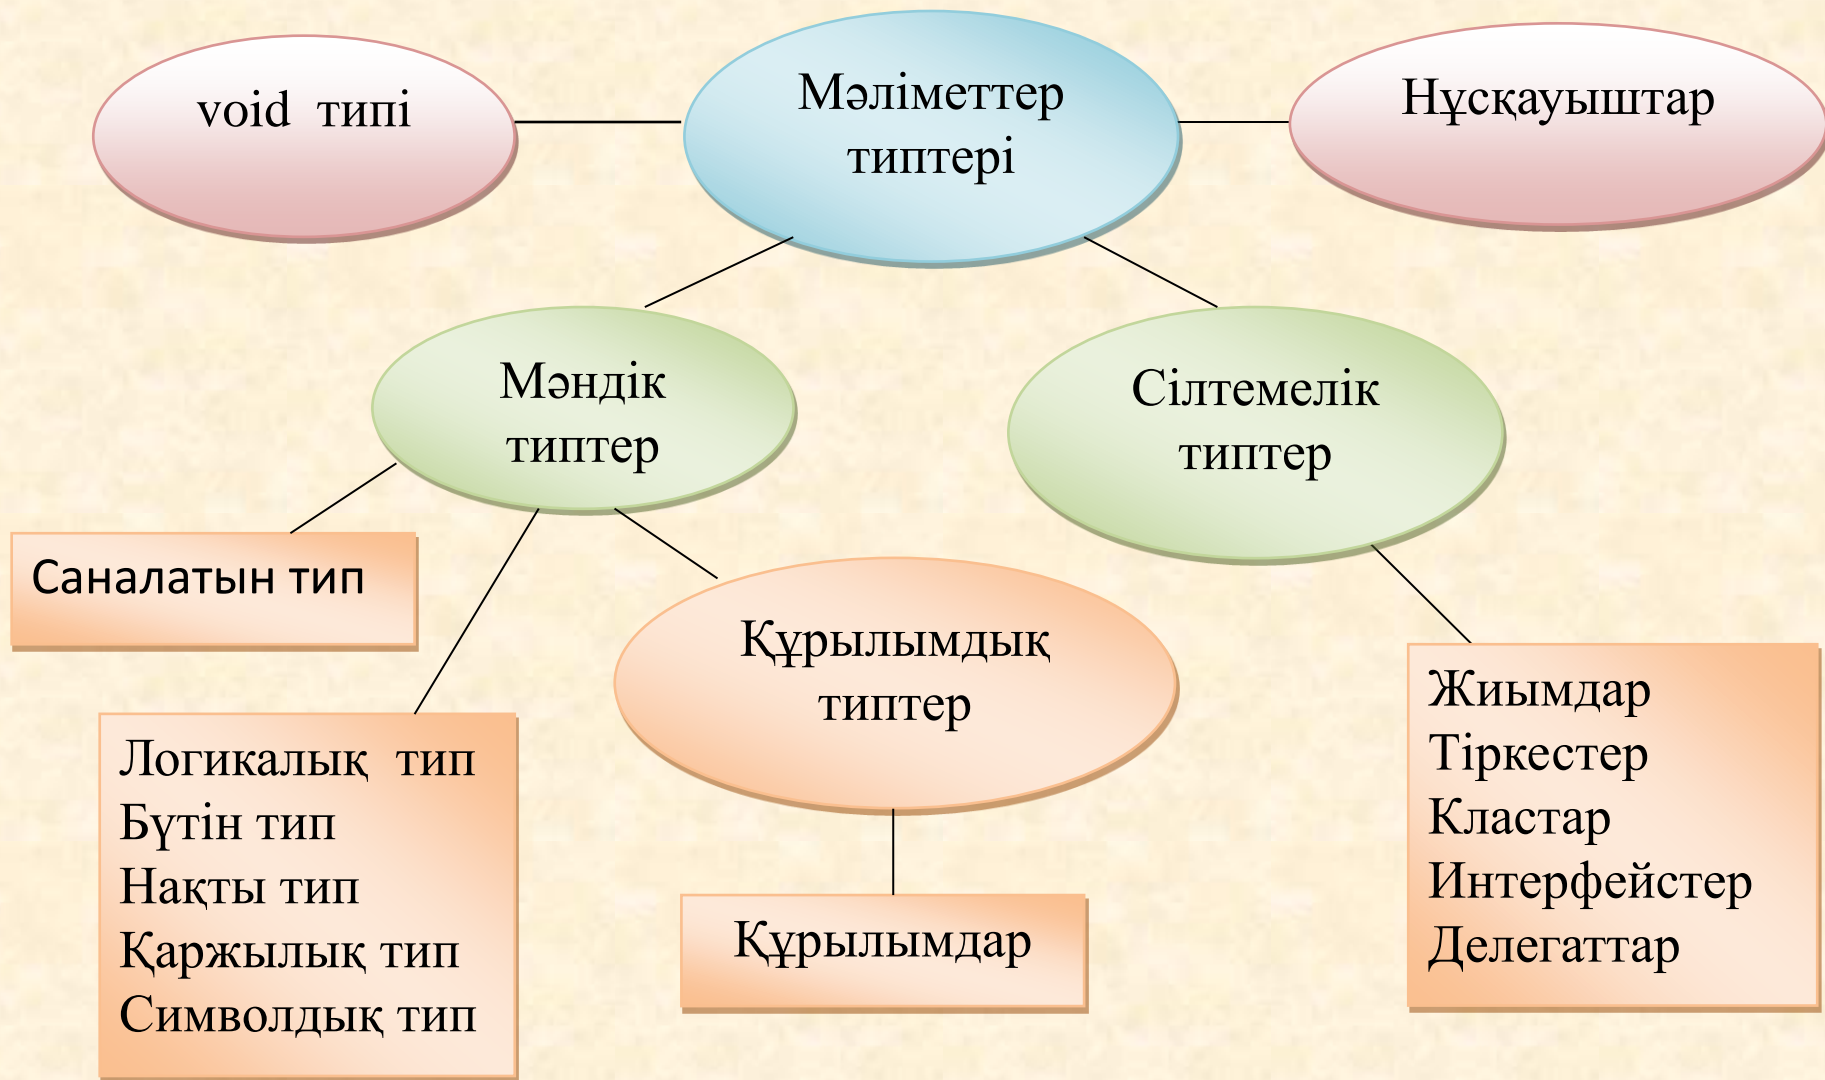 void типі
Мәліметтер
типтері
Нұсқауыштар
Мәндік
типтер
Сілтемелік
типтер
Саналатын тип
Құрылымдық
типтер
Логикалық тип
Бүтін тип
Нақты тип
Қаржылық тип
Символдық тип
Құрылымдар
Жиымдар
Тіркестер
Кластар
Интерфейстер
Делегаттар